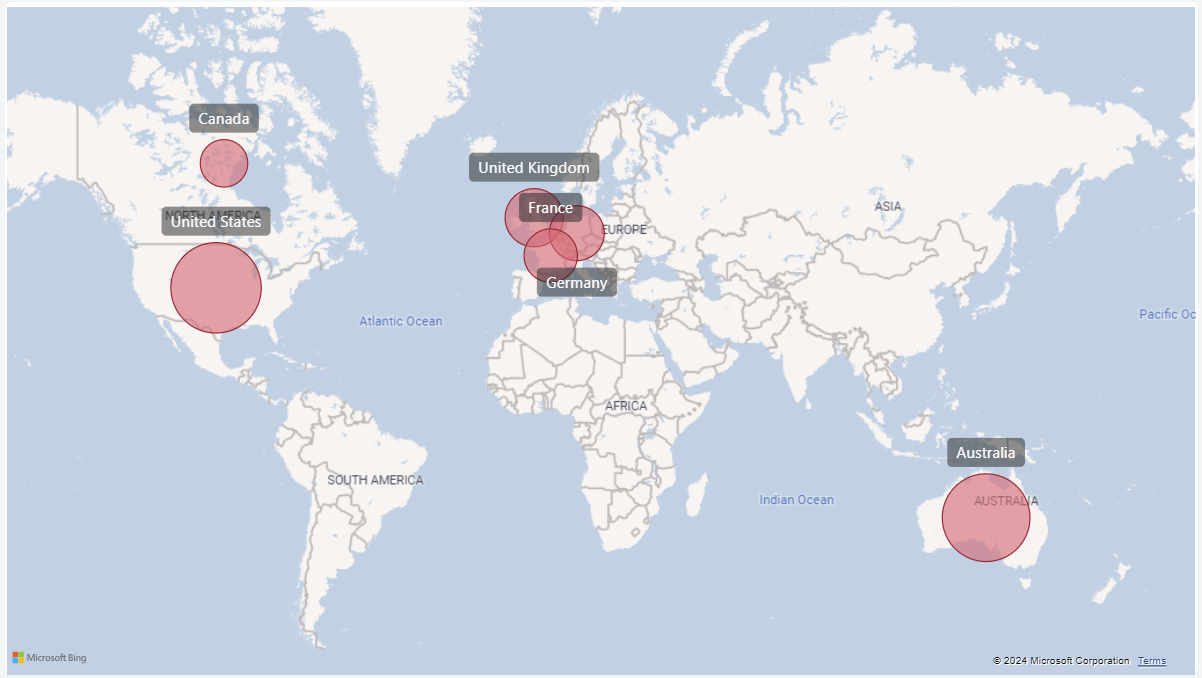 Canada
United Kingdom
France
NORTH AMERICA
United States
ASIA
EUROPE
Germany
Atlantic Ocean
Pacific Oc
AFRICA
Australia
SOUTH AMERICA
Indian Ocean
AUSTRALIA
Microsoft Bing
© 2024 Microsoft Corporation Terms